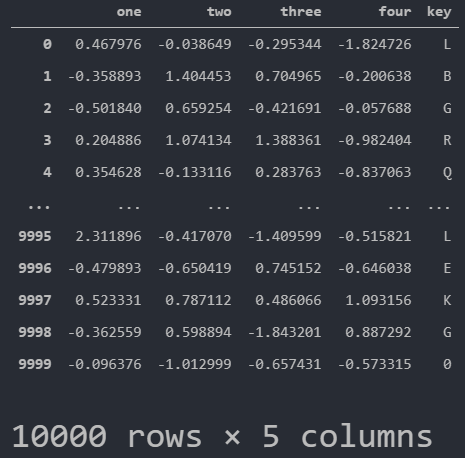 one two three four key
0 0.467976 -0.038649 -0.295344 -1.824726 L
1 -0.358893 1.404453 0.704965 -0.200638 B
2 -0.501840 0.659254 -0.421691 -0.057688 G
3 0.204886 1.074134 1.388361 -0.982404 R
4 0.354628 -0.133116 0.283763 -0.837063 Q
... ... ... ... ... ...
9995 2.311896 -0.417070 -1.409599 -0.515821 L
9996 -0.479893 -0.650419 0.745152 -0.646038 E
9997 0.523331 0.787112 0.486066 1.093156 K
9998 -0.362559 0.598894 -1.843201 0.887292 G
9999 -0.096376 -1.012999 -0.657431 -0.573315 0
10000 rows × 5 columns